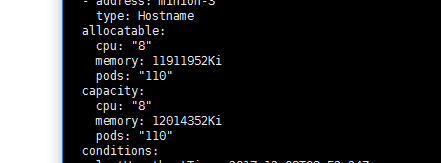 - address: minion-3
type: Hostname
allocatable:
cpu: "8"
memory: 11911952Ki
pods: "110"
capacity:
cpu: "8"
memory: 12014352Ki
pods: "110"
conditions: